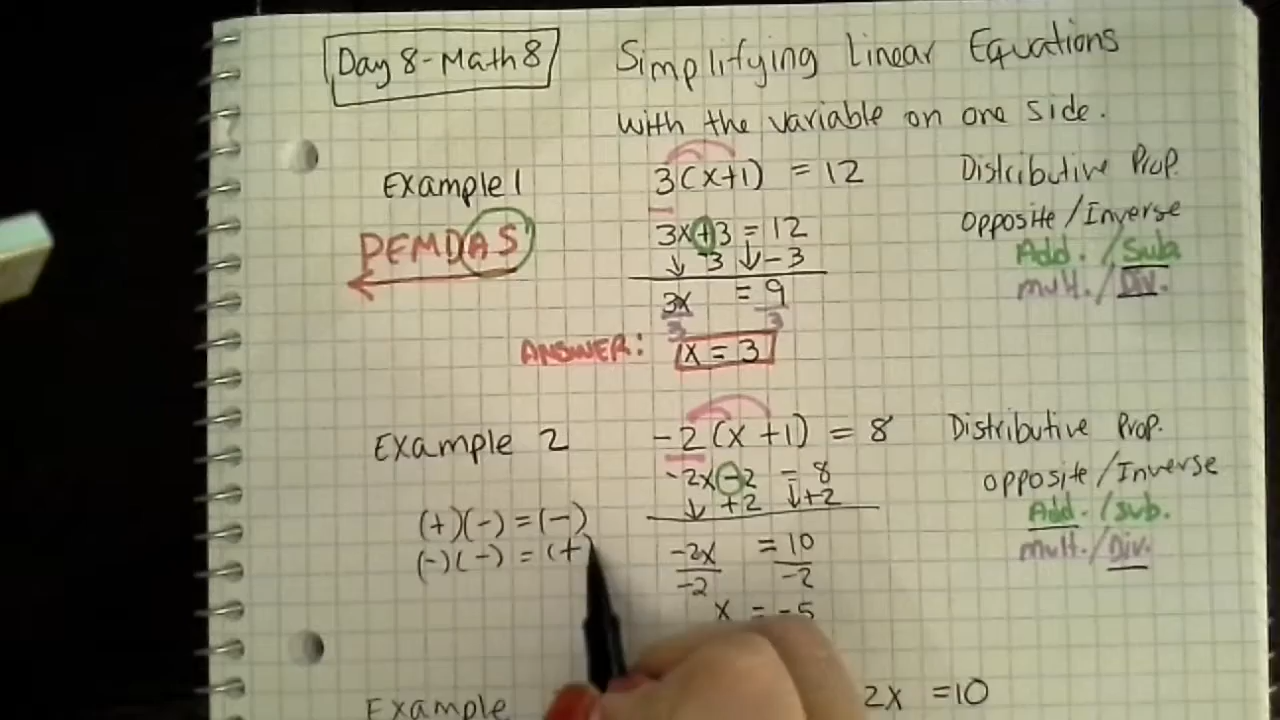 Day 8 - Math 8
Simplifying Linear Equations
with the variable on one side.
Example 1
3(x+1) = 12
Distributive Prop.
PEMDAS
3x+3 = 12
opposite/Inverse
-3 -3
Add. / Sub.
3x = 9
mult. / Div.
3 3
ANSWER: x = 3
Example 2
-2(x+1) = 8
Distributive Prop.
-2x-2 = 8
opposite/Inverse
+2 +2
Add. / sub.
(+)(-) = (-)
-2x = 10
mult. / Div.
(-)(-) = (+)
-2 -2
x = -5
Example
2x = 10